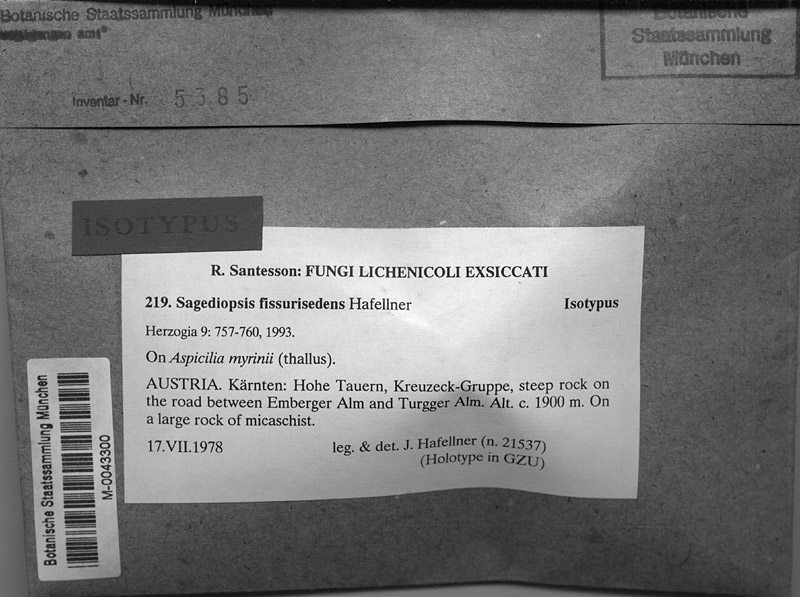 Botanische Staatssammlung München
Botanische
Staatssammlung
München
Inventar-Nr. 5385
ISOTYPUS
R. Santesson: FUNGI LICHENICOLI EXSICCATI
219. Sagediopsis fissurisedens Hafellner Isotypus
Herzogia 9: 757-760, 1993.
On Aspicilia myrinii (thallus).
AUSTRIA. Kärnten: Hohe Tauern, Kreuzeck-Gruppe, steep rock on
the road between Emberger Alm and Turgger Alm. Alt. c. 1900 m. On
a large rock of micaschist.
17.VII.1978 leg. & det. J. Hafellner (n. 21537)
(Holotype in GZU)
Botanische Staatssammlung München
M-0043300